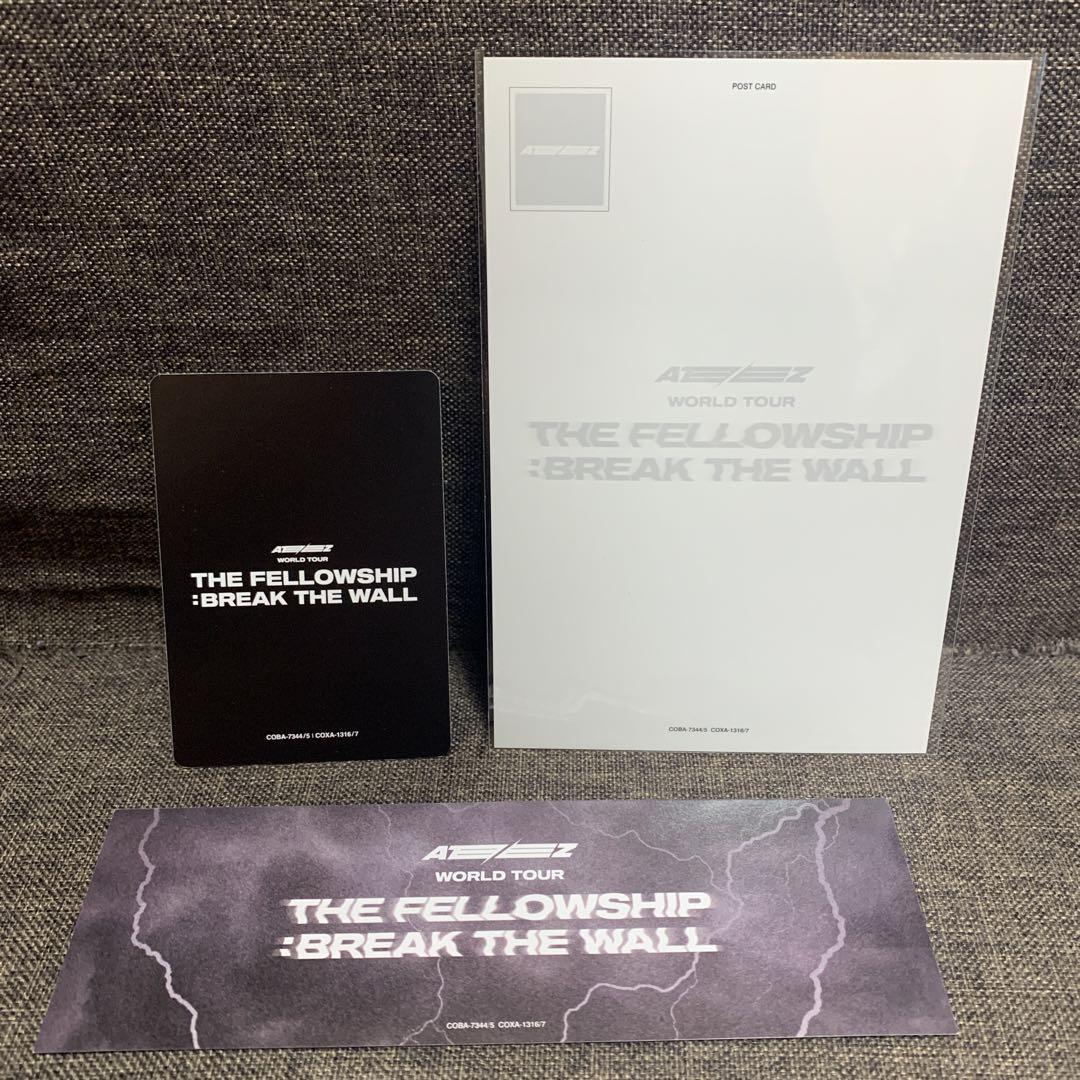 POST CARD
ATEEZ
ATEEZ
WORLD TOUR
THE FELLOWSHIP
:BREAK THE WALL
COBA-7344/5 COXA-1316/7
ATEEZ
WORLD TOUR
THE FELLOWSHIP
:BREAK THE WALL
COBA-7344/5 | COXA-1316/7
ATEEZ
WORLD TOUR
THE FELLOWSHIP
:BREAK THE WALL
COBA-7344/5 COXA-1316/7